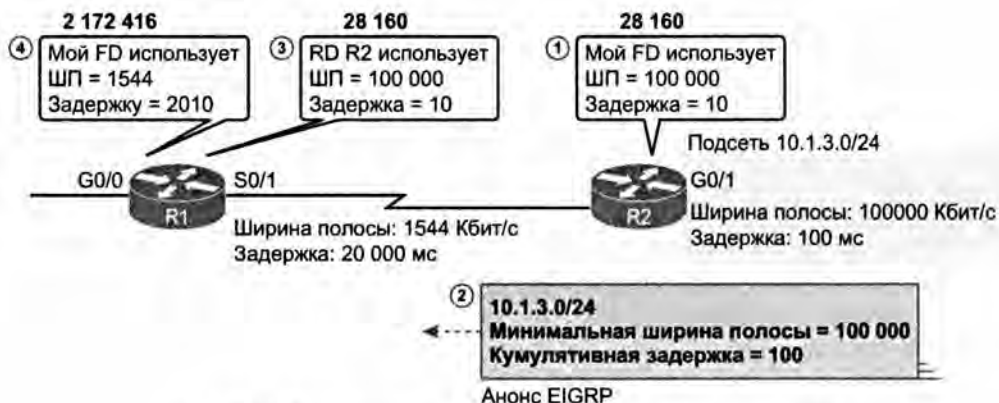 2 172 416
④ Мой FD использует
ШП = 1544
Задержку = 2010
28 160
③ RD R2 использует
ШП = 100 000
Задержка = 10
28 160
① Мой FD использует
ШП = 100 000
Задержка = 10
Подсеть 10.1.3.0/24
G0/0
R1
S0/1
Ширина полосы: 1544 Кбит/с
Задержка: 20 000 мс
R2
G0/1
Ширина полосы: 100000 Кбит/с
Задержка: 100 мс
② 10.1.3.0/24
Минимальная ширина полосы = 100 000
Кумулятивная задержка = 100
Анонс EIGRP